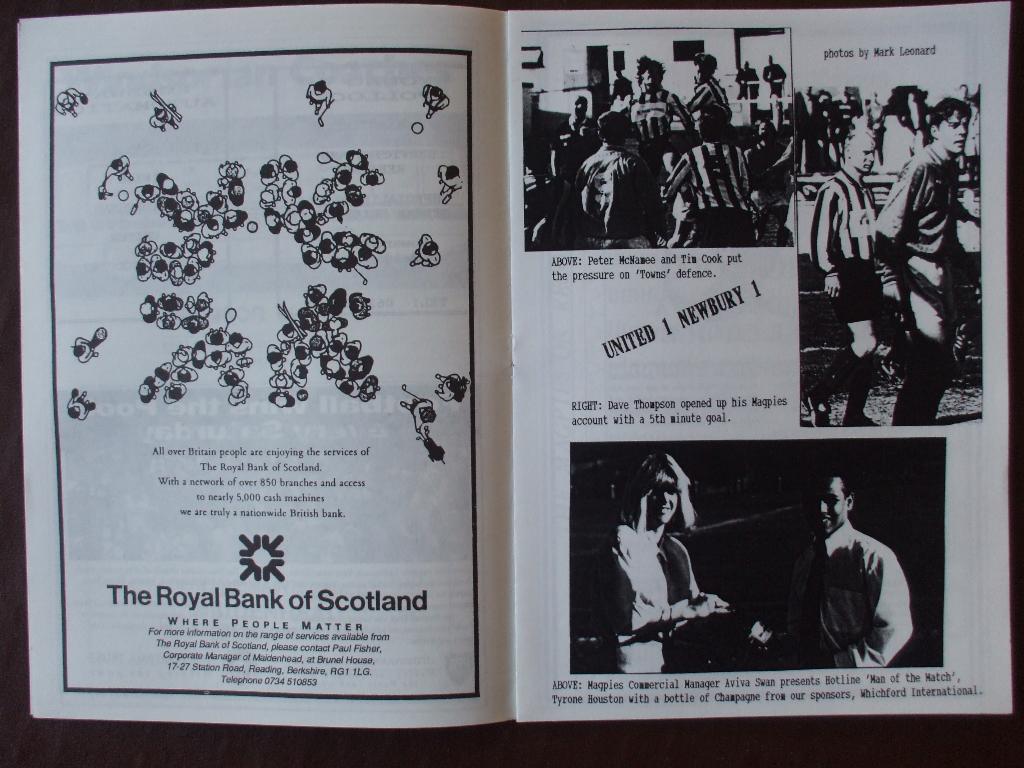 All over Britain people are enjoying the services of
The Royal Bank of Scotland.
With a network of over 850 branches and access
to nearly 5,000 cash machines
we are truly a nationwide British bank.
The Royal Bank of Scotland
WHERE PEOPLE MATTER
For more information on the range of services available from
The Royal Bank of Scotland, please contact Paul Fisher,
Corporate Manager of Maidenhead, at Brunel House,
17-27 Station Road, Reading, Berkshire, RG1 1LG.
Telephone 0734 510853
photos by Mark Leonard
ABOVE: Peter McNamee and Tim Cook put
the pressure on 'Towns' defence.
UNITED 1 NEWBURY 1
RIGHT: Dave Thompson opened up his Magpies
account with a 5th minute goal.
ABOVE: Magpies Commercial Manager Aviva Swan presents Hotline 'Man of the Match',
Tyrone Houston with a bottle of Champagne from our sponsors, Whichford International.